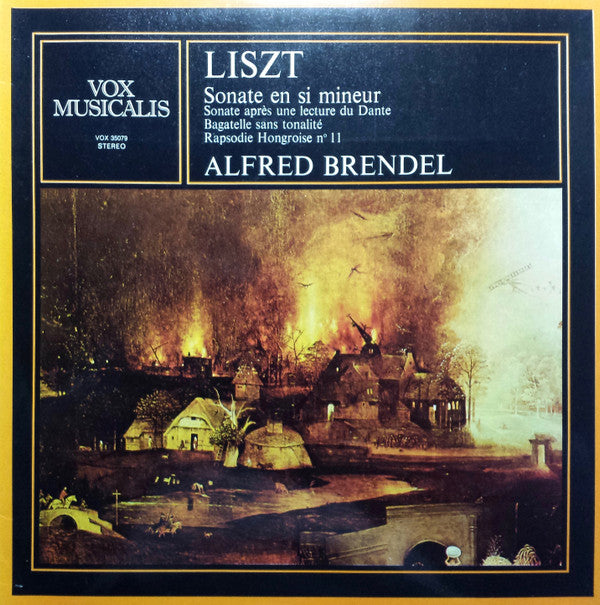 VOX
MUSICALIS
VOX 35079
STEREO
LISZT
Sonate en si mineur
Sonate après une lecture du Dante
Bagatelle sans tonalité
Rapsodie Hongroise n° 11
ALFRED BRENDEL